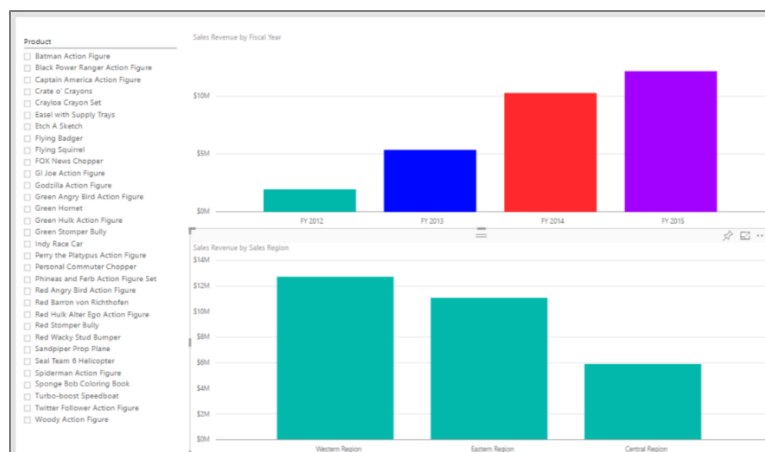 Product
Batman Action Figure
Black Power Ranger Action Figure
Captain America Action Figure
Crate o' Crayons
Crayloa Crayon Set
Easel with Supply Trays
Etch A Sketch
Flying Badger
Flying Squirrel
FOX News Chopper
GI Joe Action Figure
Godzilla Action Figure
Green Angry Bird Action Figure
Green Hornet
Green Hulk Action Figure
Green Stomper Bully
Indy Race Car
Perry the Platypus Action Figure
Personal Commuter Chopper
Phineas and Ferb Action Figure Set
Red Angry Bird Action Figure
Red Barron von Richthofen
Red Hulk Alter Ego Action Figure
Red Stomper Bully
Red Wacky Stud Bumper
Sandpiper Prop Plane
Seal Team 6 Helicopter
Spiderman Action Figure
Sponge Bob Coloring Book
Turbo-boost Speedboat
Twitter Follower Action Figure
Woody Action Figure
Sales Revenue by Fiscal Year
$10M
$5M
$0M
FY 2012 FY 2013 FY 2014 FY 2015
Sales Revenue by Sales Region
$14M
$12M
$10M
$8M
$6M
$4M
$2M
$0M
Western Region Eastern Region Central Region